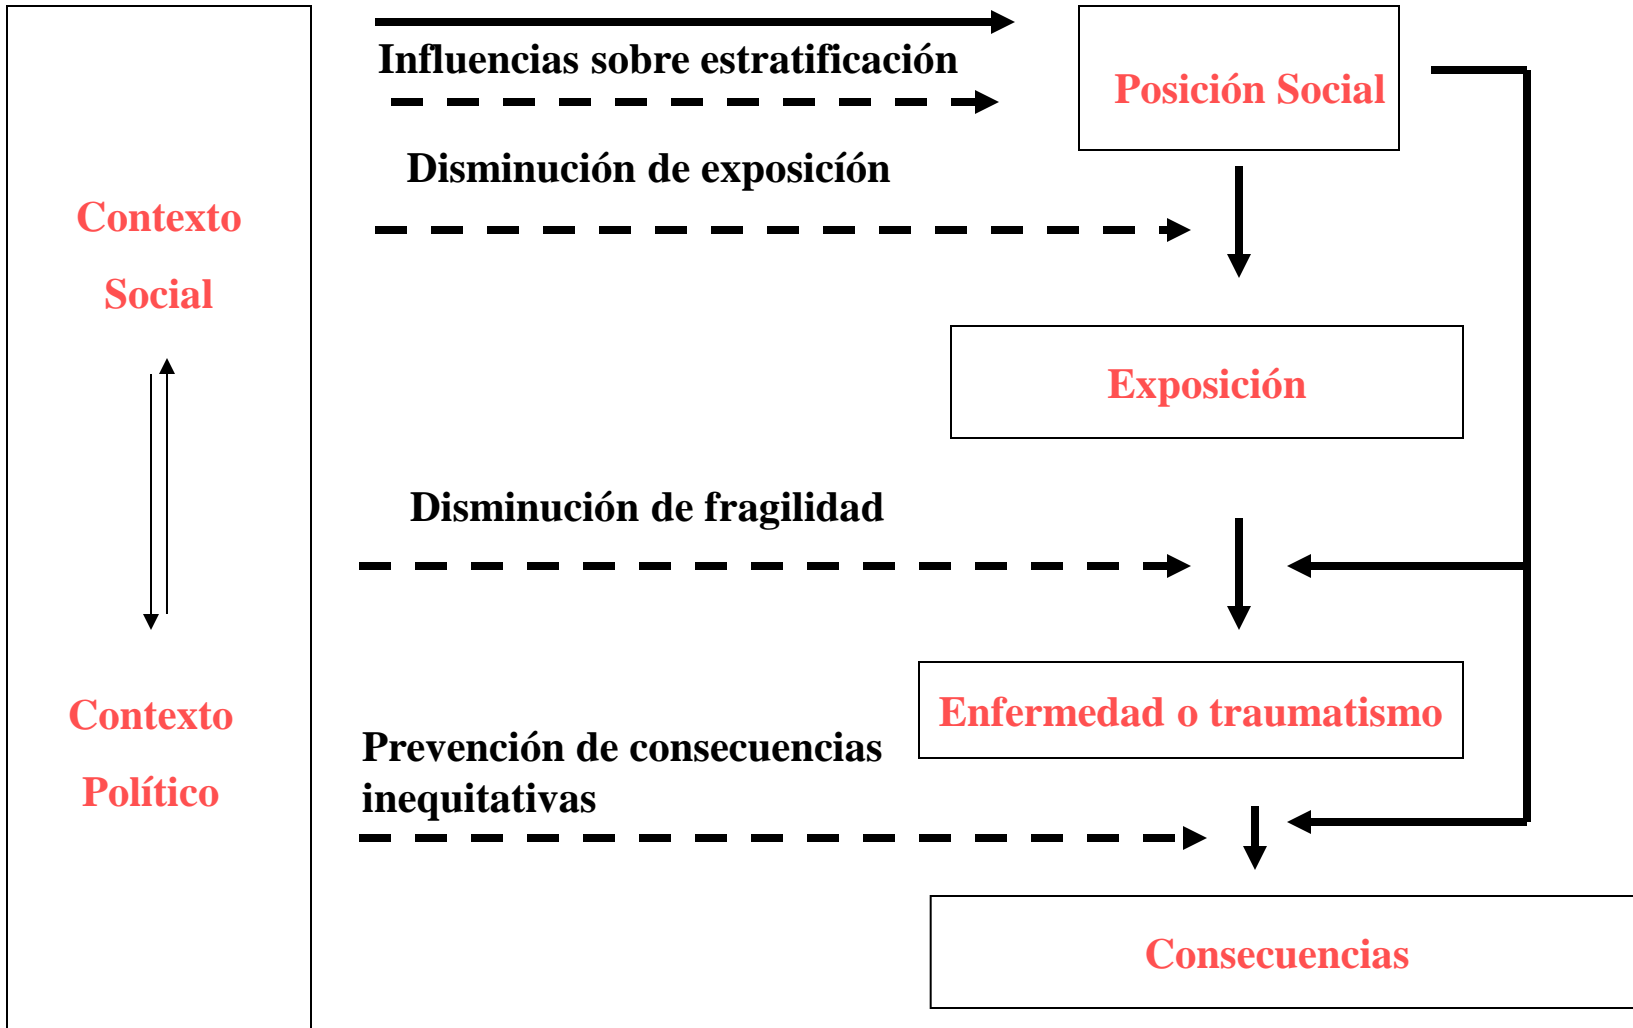 Influencias sobre estratificación
Posición Social
Disminución de exposicíón
Contexto
Social
Exposición
Disminución de fragilidad
Contexto
Político
Enfermedad o traumatismo
Prevención de consecuencias
inequitativas
Consecuencias